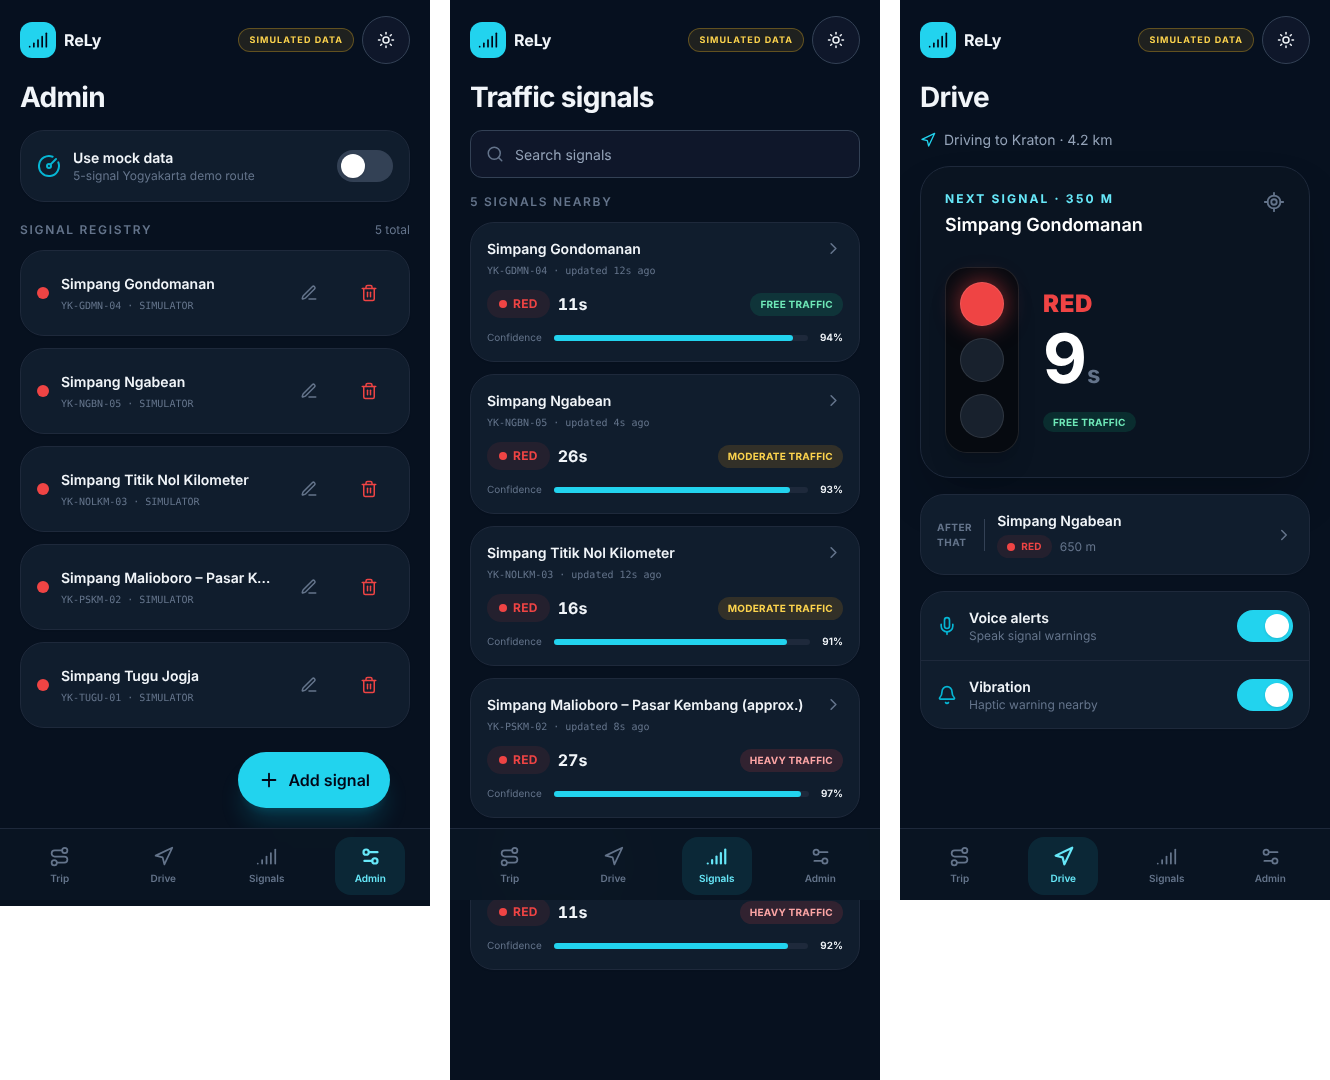 ReLy
SIMULATED DATA
Admin
Use mock data
5-signal Yogyakarta demo route
SIGNAL REGISTRY
5 total
Simpang Gondomanan
YK-GDMN-04 · SIMULATOR
Simpang Ngabean
YK-NGBN-05 · SIMULATOR
Simpang Titik Nol Kilometer
YK-NOLKM-03 · SIMULATOR
Simpang Malioboro – Pasar K...
YK-PSKM-02 · SIMULATOR
Simpang Tugu Jogja
YK-TUGU-01 · SIMULATOR
Add signal
Trip
Drive
Signals
Admin
ReLy
SIMULATED DATA
Traffic signals
Search signals
5 SIGNALS NEARBY
Simpang Gondomanan
YK-GDMN-04 · updated 12s ago
RED 11s
FREE TRAFFIC
Confidence
94%
Simpang Ngabean
YK-NGBN-05 · updated 4s ago
RED 26s
MODERATE TRAFFIC
Confidence
93%
Simpang Titik Nol Kilometer
YK-NOLKM-03 · updated 12s ago
RED 16s
MODERATE TRAFFIC
Confidence
91%
Simpang Malioboro – Pasar Kembang (approx.)
YK-PSKM-02 · updated 8s ago
RED 27s
HEAVY TRAFFIC
Confidence
97%
Trip
Drive
Signals
Admin
RED 11s
HEAVY TRAFFIC
Confidence
92%
ReLy
SIMULATED DATA
Drive
Driving to Kraton · 4.2 km
NEXT SIGNAL · 350 M
Simpang Gondomanan
RED
9s
FREE TRAFFIC
AFTER THAT
Simpang Ngabean
RED
650 m
Voice alerts
Speak signal warnings
Vibration
Haptic warning nearby
Trip
Drive
Signals
Admin